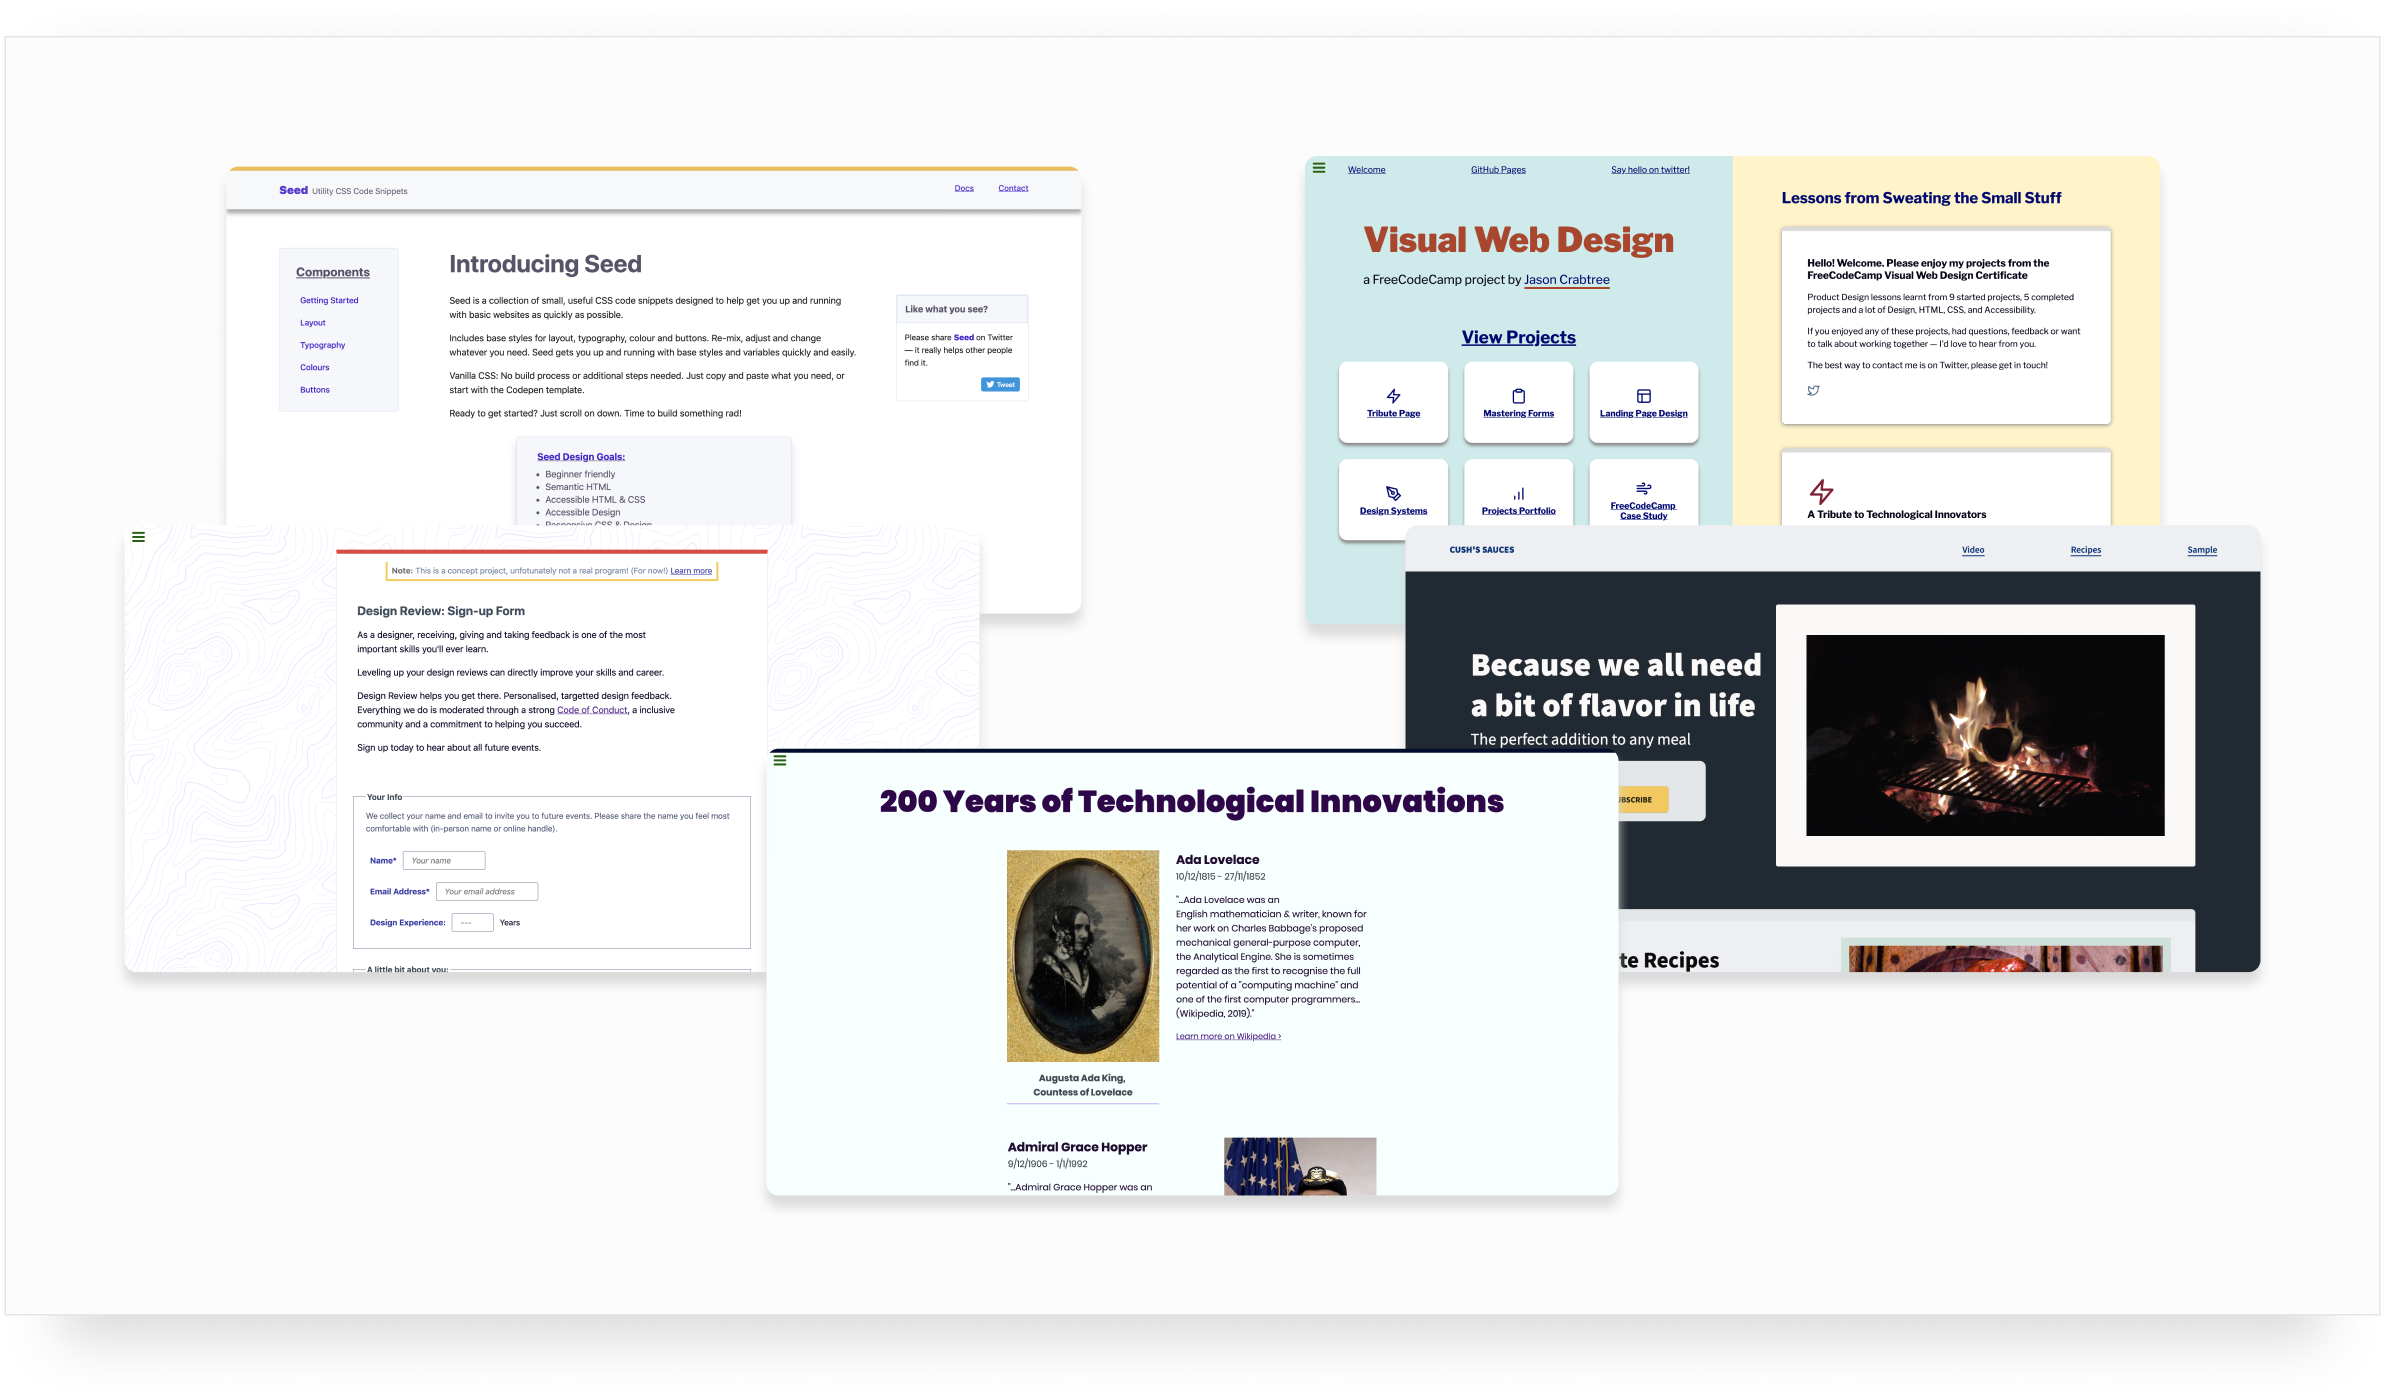 Seed Utility CSS Code Snippets
Docs
Contact
Components
Getting Started
Layout
Typography
Colours
Buttons
Introducing Seed
Seed is a collection of small, useful CSS code snippets designed to help get you up and running
with basic websites as quickly as possible.
Includes base styles for layout, typography, colour and buttons. Re-mix, adjust and change
whatever you need. Seed gets you up and running with base styles and variables quickly and easily.
Vanilla CSS: No build process or additional steps needed. Just copy and paste what you need, or
start with the Codepen template.
Ready to get started? Just scroll on down. Time to build something rad!
Like what you see?
Please share Seed on Twitter
— it really helps other people
find it.
Tweet
Seed Design Goals:
Beginner friendly
Semantic HTML
Accessible HTML & CSS
Accessible Design
Responsive CSS & Design
Welcome
GitHub Pages
Say hello on twitter!
Visual Web Design
a FreeCodeCamp project by Jason Crabtree
View Projects
Tribute Page
Mastering Forms
Landing Page Design
Design Systems
Projects Portfolio
FreeCodeCamp
Case Study
Lessons from Sweating the Small Stuff
Hello! Welcome. Please enjoy my projects from the
FreeCodeCamp Visual Web Design Certificate
Product Design lessons learnt from 9 started projects, 5 completed
projects and a lot of Design, HTML, CSS, and Accessibility.
If you enjoyed any of these projects, had questions, feedback or want
to talk about working together — I'd love to hear from you.
The best way to contact me is on Twitter, please get in touch!
A Tribute to Technological Innovators
Note: This is a concept project, unfotunately not a real program! (For now!) Learn more
Design Review: Sign-up Form
As a designer, receiving, giving and taking feedback is one of the most
important skills you'll ever learn.
Leveling up your design reviews can directly improve your skills and career.
Design Review helps you get there. Personalised, targetted design feedback.
Everything we do is moderated through a strong Code of Conduct, a inclusive
community and a commitment to helping you succeed.
Sign up today to hear about all future events.
Your Info
We collect your name and email to invite you to future events. Please share the name you feel most
comfortable with (in-person name or online handle).
Name* Your name
Email Address* Your email address
Design Experience: --- Years
A little bit about you:
CUSH'S SAUCES
Video
Recipes
Sample
Because we all need
a bit of flavor in life
The perfect addition to any meal
UBSCRIBE
te Recipes
200 Years of Technological Innovations
Ada Lovelace
10/12/1815 - 27/11/1852
"...Ada Lovelace was an
English mathematician & writer, known for
her work on Charles Babbage's proposed
mechanical general-purpose computer,
the Analytical Engine. She is sometimes
regarded as the first to recognise the full
potential of a "computing machine" and
one of the first computer programmers...
(Wikipedia, 2019)."
Learn more on Wikipedia >
Augusta Ada King,
Countess of Lovelace
Admiral Grace Hopper
9/12/1906 - 1/1/1992
"...Admiral Grace Hopper was an